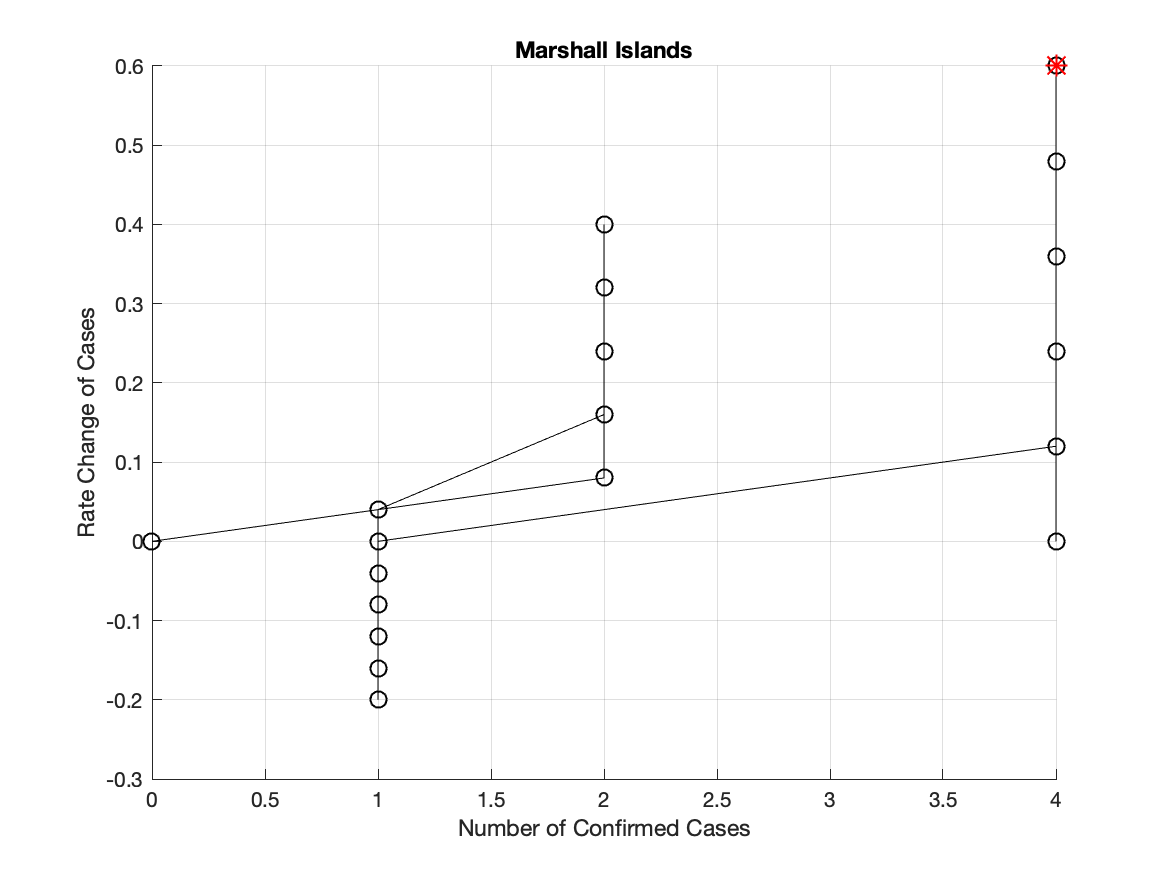 Marshall Islands
0.6
0.5
0.4
0.3
0.2
0.1
0
-0.1
-0.2
-0.3
Rate Change of Cases
0 0.5 1 1.5 2 2.5 3 3.5 4
Number of Confirmed Cases